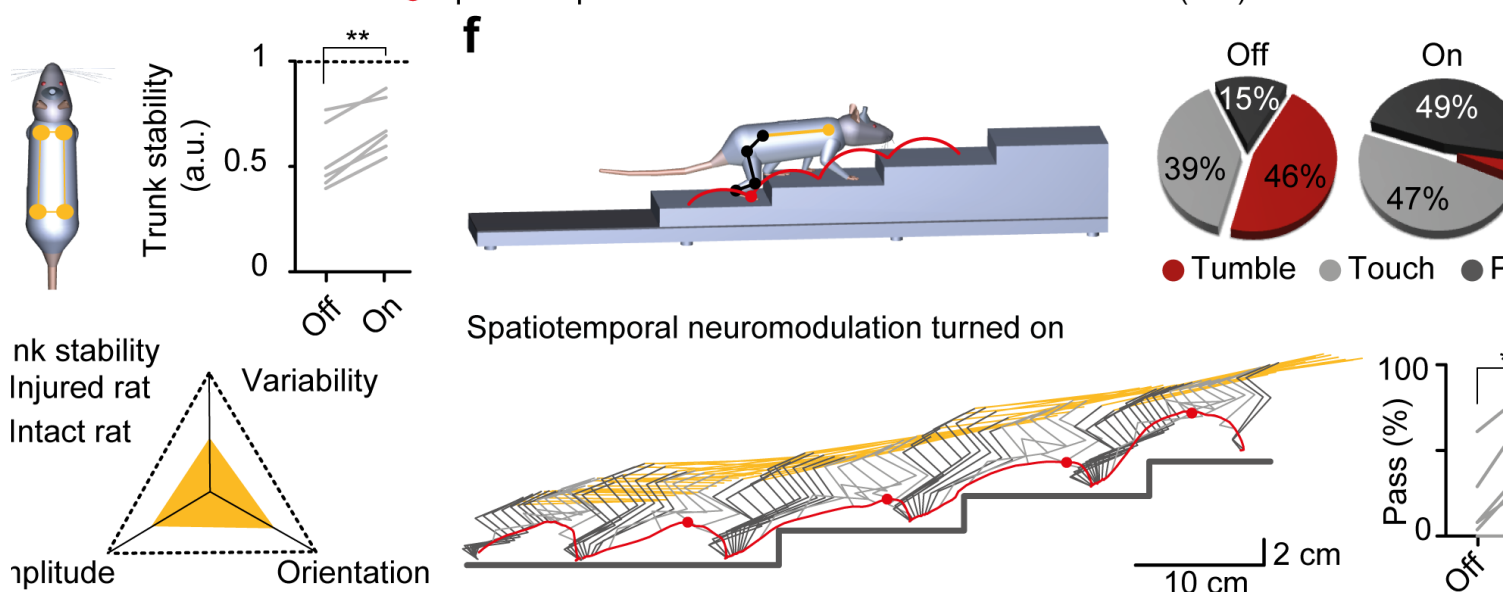 **
f
Off
On
1
Trunk stability
(a.u.)
0.5
0
Off
On
15%
39%
46%
49%
47%
Tumble
Touch
Spatiotemporal neuromodulation turned on
nk stability
Injured rat
Intact rat
Variability
Orientation
plitude
100
Pass (%)
0
Off
2 cm
10 cm